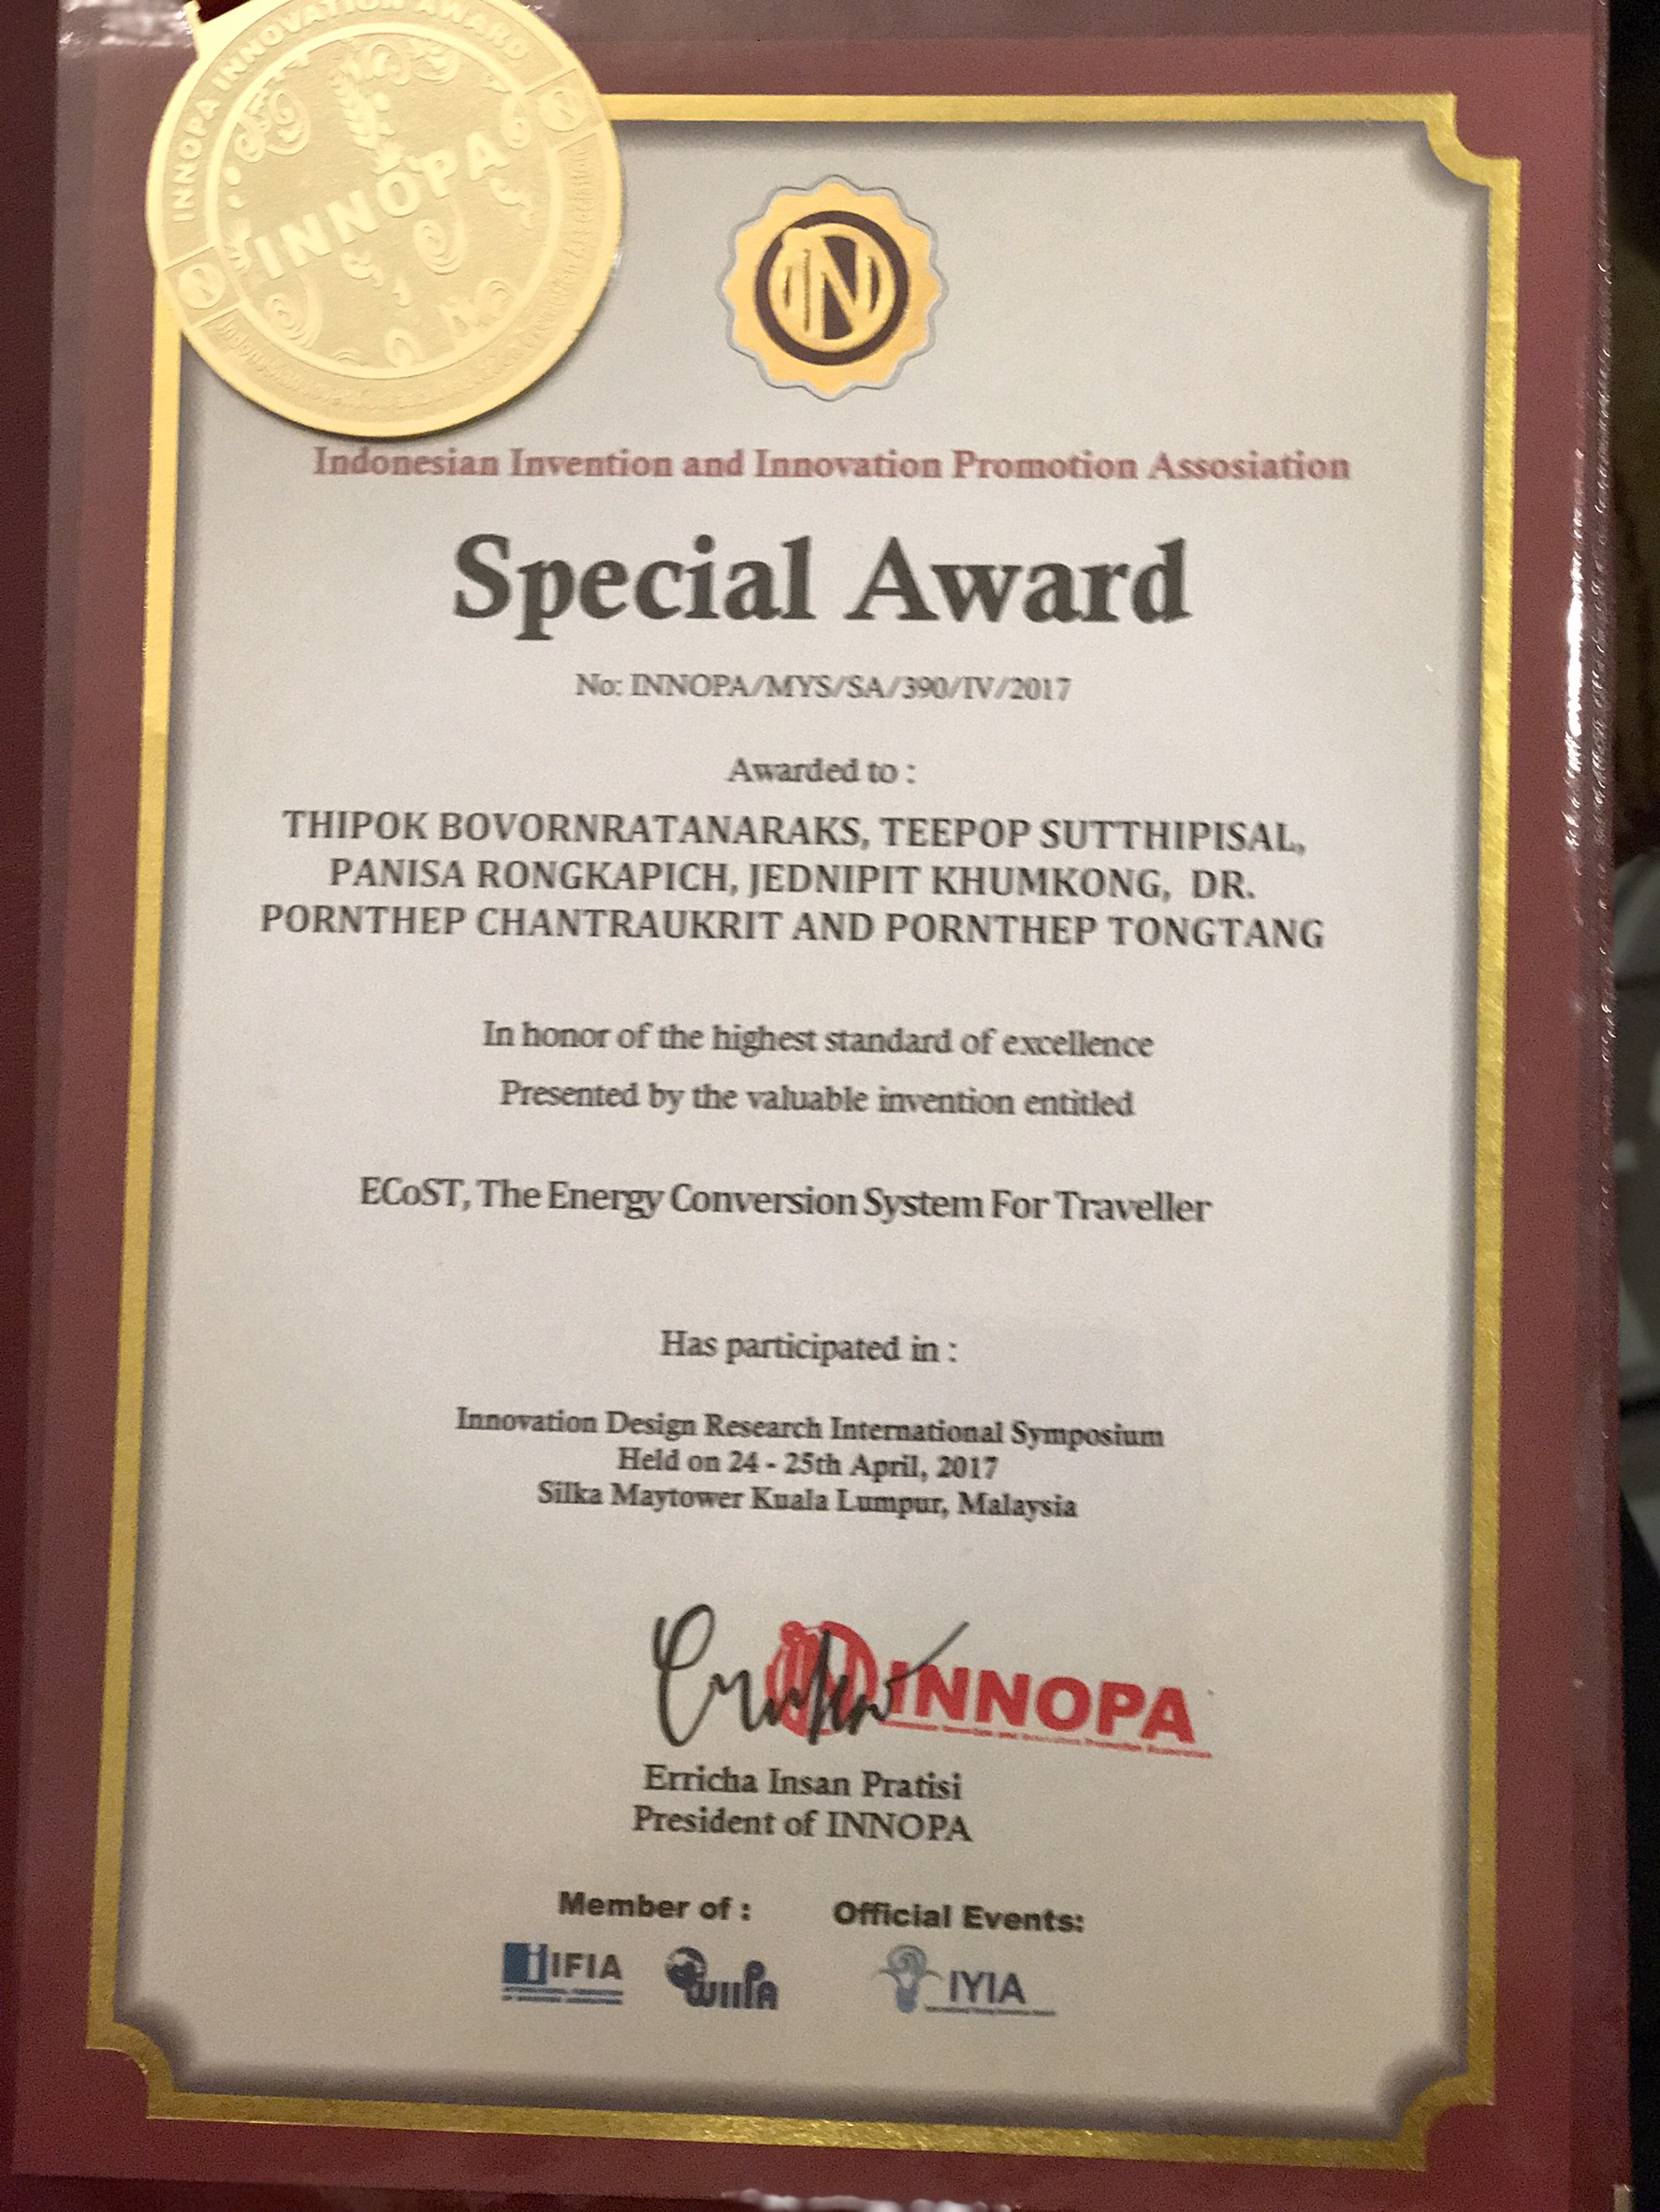 INNOPA INNOVATION AWARD
INNOPA
Indonesian Invention and Innovation Promotion Assosiation
Special Award
No: INNOPA/MYS/SA/390/IV/2017
Awarded to :
THIPOK BOVORNRATANARAKS, TEEPOP SUTTHIPISAL,
PANISA RONGKAPICH, JEDNIPIT KHUMKONG, DR.
PORNTHEP CHANTRAUKRIT AND PORNTHEP TONGTANG
In honor of the highest standard of excellence
Presented by the valuable invention entitled
ECoST, The Energy Conversion System For Traveller
Has participated in :
Innovation Design Research International Symposium
Held on 24 - 25th April, 2017
Silka Maytower Kuala Lumpur, Malaysia
INNOPA
Erricha Insan Pratisi
President of INNOPA
Member of : Official Events:
IFIA WIIPA IYIA